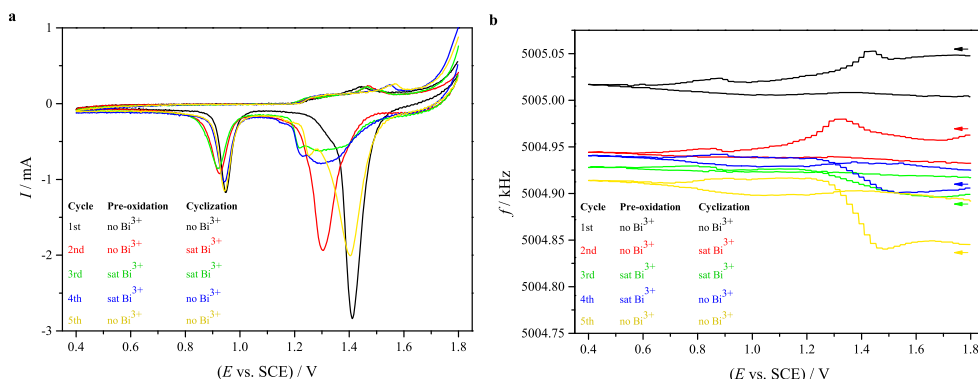 a
1
0
-1
-2
-3
I / mA
0.4 0.6 0.8 1.0 1.2 1.4 1.6 1.8
(E vs. SCE) / V
Cycle Pre-oxidation Cyclization
1st no Bi³⁺ no Bi³⁺
2nd no Bi³⁺ sat Bi³⁺
3rd sat Bi³⁺ sat Bi³⁺
4th sat Bi³⁺ no Bi³⁺
5th no Bi³⁺ no Bi³⁺
b
5005.05
5005.00
5004.95
5004.90
5004.85
5004.80
5004.75
f / kHz
0.4 0.6 0.8 1.0 1.2 1.4 1.6 1.8
(E vs. SCE) / V
Cycle Pre-oxidation Cyclization
1st no Bi³⁺ no Bi³⁺
2nd no Bi³⁺ sat Bi³⁺
3rd sat Bi³⁺ sat Bi³⁺
4th sat Bi³⁺ no Bi³⁺
5th no Bi³⁺ no Bi³⁺